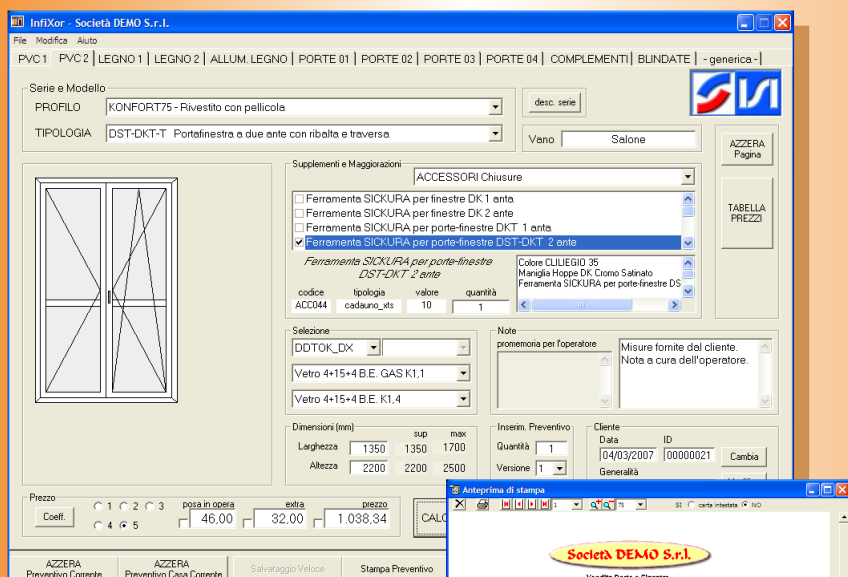 InfiXor - Società DEMO S.r.l.
File Modifica Aiuto
PVC 1 PVC 2 LEGNO 1 LEGNO 2 ALLUM. LEGNO PORTE 01 PORTE 02 PORTE 03 PORTE 04 COMPLEMENTI BLINDATE - generica -
Serie e Modello
PROFILO KONFORT75 - Rivestito con pellicola
desc. serie
SISI
TIPOLOGIA DST-DKT-T Portafinestra a due ante con ribalta e traversa
Vano Salone
AZZERA
Pagina
TABELLA
PREZZI
Supplementi e Maggiorazioni
ACCESSORI Chiusure
Ferramenta SICKURA per finestre DK 1 anta
Ferramenta SICKURA per finestre DK 2 ante
Ferramenta SICKURA per porte-finestre DKT 1 anta
Ferramenta SICKURA per porte-finestre DST-DKT 2 ante
Ferramenta SICKURA per porte-finestre
DST-DKT 2 ante
Colore CLILIEGIO 35
Maniglia Hoppe DK Cromo Satinato
Ferramenta SICKURA per porte-finestre DS
codice tipologia valore quantità
ACC044 cadauno_xts 10 1
Selezione
DDTOK_DX
Vetro 4+15+4 B.E. GAS K1,1
Vetro 4+15+4 B.E. K1,4
Note
promemoria per l'operatore
Misure fornite dal cliente.
Nota a cura dell'operatore.
Dimensioni (mm)
sup max
Larghezza 1350 1350 1700
Altezza 2200 2200 2500
Inserim. Preventivo
Quantità 1
Versione 1
Cliente
Data ID
04/03/2007 00000021 Cambia
Generalità
Prezzo
Coeff. 1 2 3 4 5
posa in opera extra prezzo
46,00 32,00 1.038,34
AZZERA
Preventivo Corrente
AZZERA
Preventivo Casa Corrente
Salvataggio Veloce
Stampa Preventivo
Anteprima di stampa
1 75 SI carta intestata NO
Società DEMO S.r.l.
Vendita Porte e Finestre